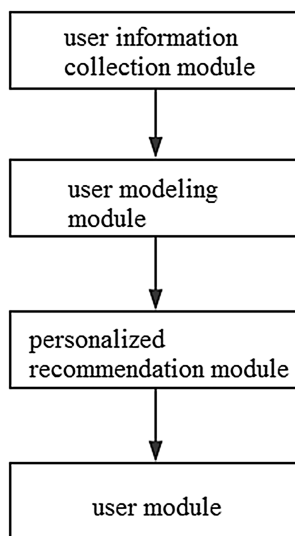 user information
collection module
user modeling
module
personalized
recommendation module
user module